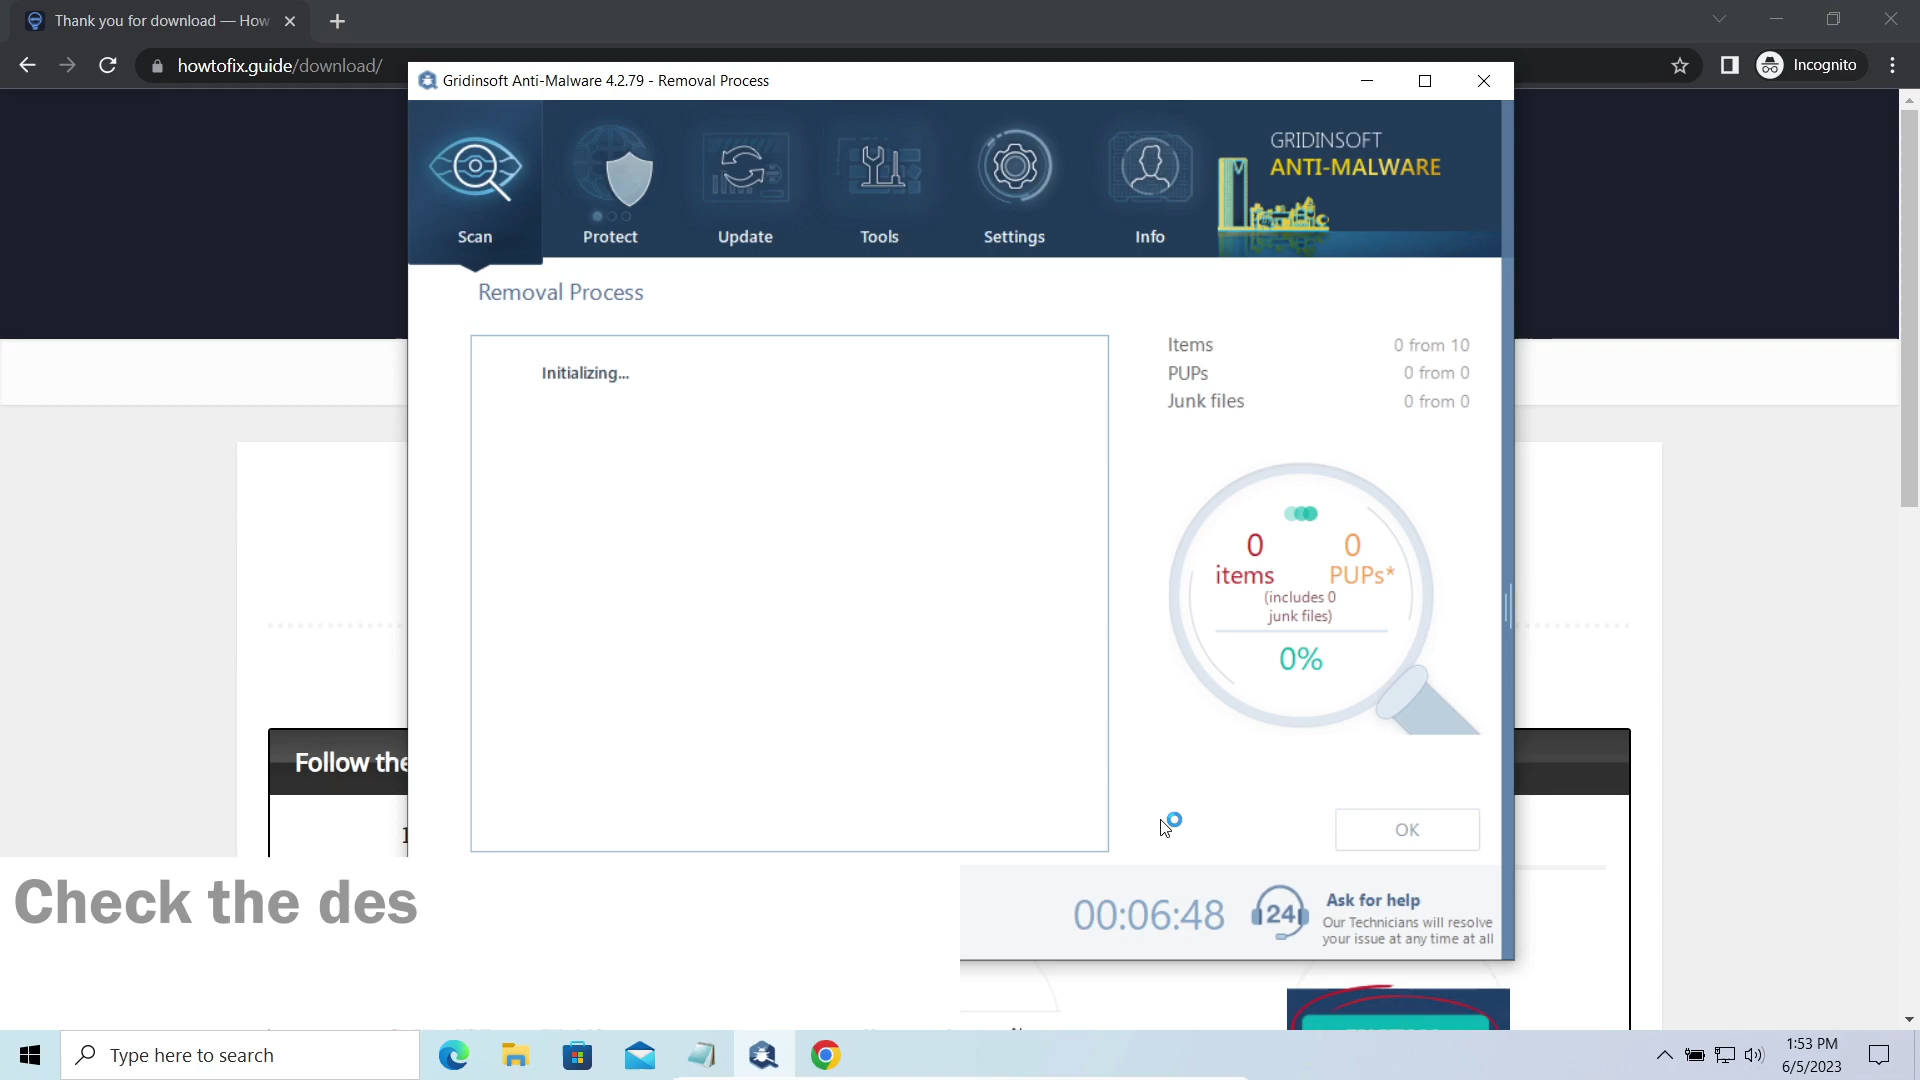 Thank you for download — How
howtofix.guide/download/
Incognito
Gridinsoft Anti-Malware 4.2.79 - Removal Process
GRIDINSOFT
ANTI-MALWARE
Scan
Protect
Update
Tools
Settings
Info
Removal Process
Initializing...
Items 0 from 10
PUPs 0 from 0
Junk files 0 from 0
0 0
items PUPs*
(includes 0
junk files)
0%
OK
Follow the
1
Check the des
00:06:48
24
Ask for help
Our Technicians will resolve
your issue at any time at all
Type here to search
1:53 PM
6/5/2023